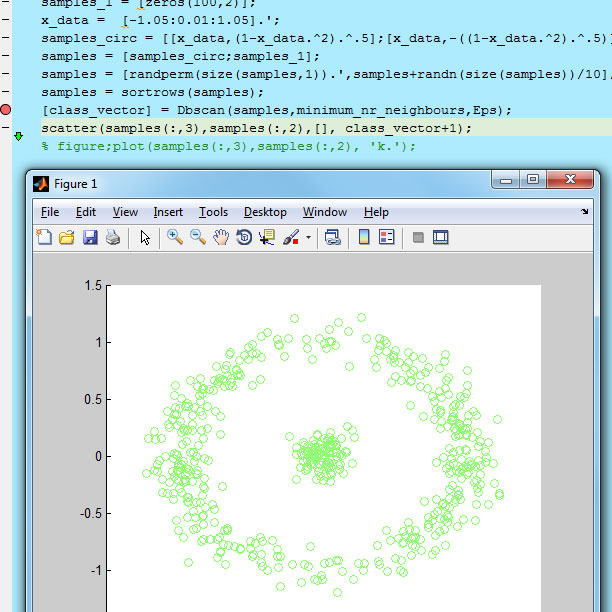 samples_1 = [zeros(100,2)];
x_data = [-1.05:0.01:1.05].';
samples_circ = [[x_data,(1-x_data.^2).^.5];[x_data,-((1-x_data.^2).^.5)]
samples = [samples_circ;samples_1];
samples = [randperm(size(samples,1)).',samples+randn(size(samples))/10]
samples = sortrows(samples);
[class_vector] = Dbscan(samples,minimum_nr_neighbours,Eps);
scatter(samples(:,3),samples(:,2),[], class_vector+1);
% figure;plot(samples(:,3),samples(:,2), 'k.');
Figure 1
File Edit View Insert Tools Desktop Window Help
1.5
1
0.5
0
-0.5
-1